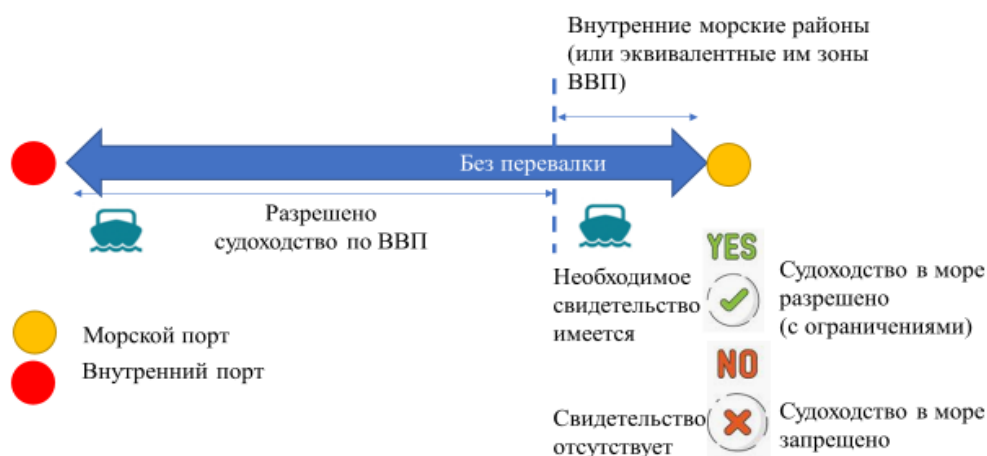 Внутренние морские районы
(или эквивалентные им зоны
ВВП)
Без перевалки
Разрешено
судоходство по ВВП
YES
Необходимое
свидетельство
имеется
Судоходство в море
разрешено
(с ограничениями)
Морской порт
Внутренний порт
NO
Свидетельство
отсутствует
Судоходство в море
запрещено